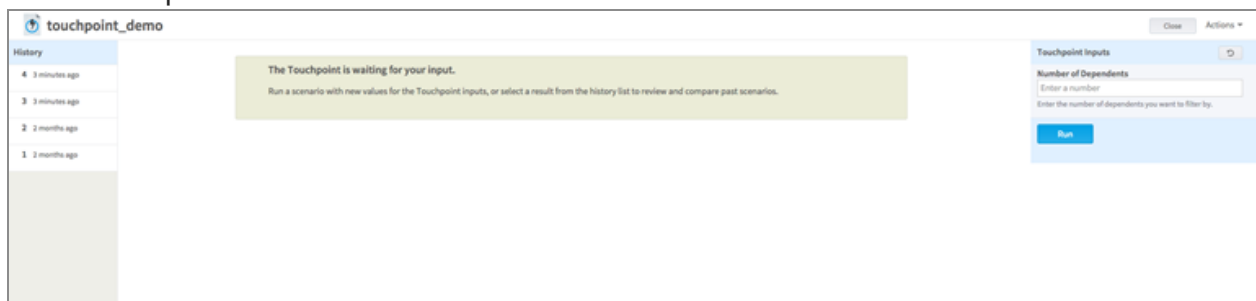 touchpoint_demo
Close Actions
History
4 3 minutes ago
3 3 minutes ago
2 2 months ago
1 2 months ago
The Touchpoint is waiting for your input.
Run a scenario with new values for the Touchpoint inputs, or select a result from the history list to review and compare past scenarios.
Touchpoint Inputs
Number of Dependents
Enter a number
Enter the number of dependents you want to filter by.
Run